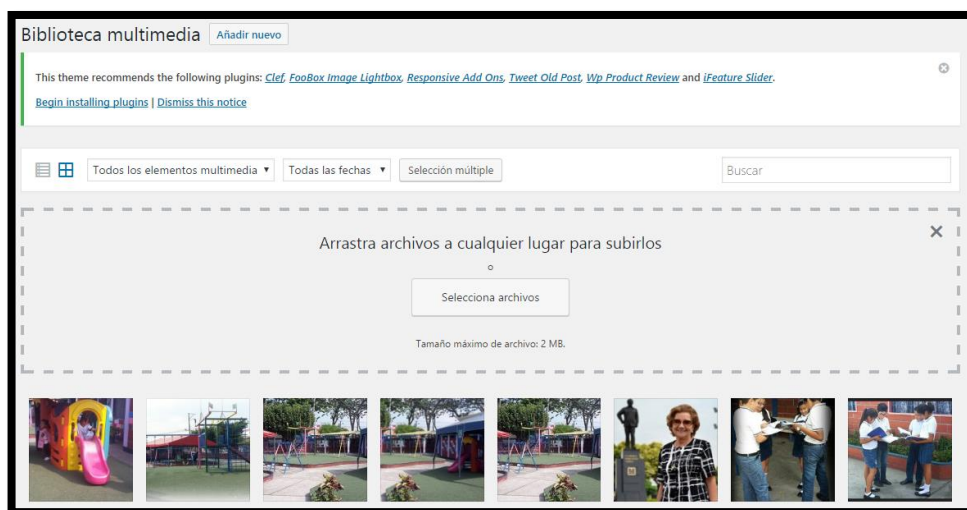 Biblioteca multimedia Añadir nuevo
This theme recommends the following plugins: Clef, FooBox Image Lightbox, Responsive Add Ons, Tweet Old Post, Wp Product Review and iFeature Slider.
Begin installing plugins | Dismiss this notice
Todos los elementos multimedia Todas las fechas Selección múltiple Buscar
Arrastra archivos a cualquier lugar para subirlos
o
Selecciona archivos
Tamaño máximo de archivo: 2 MB.